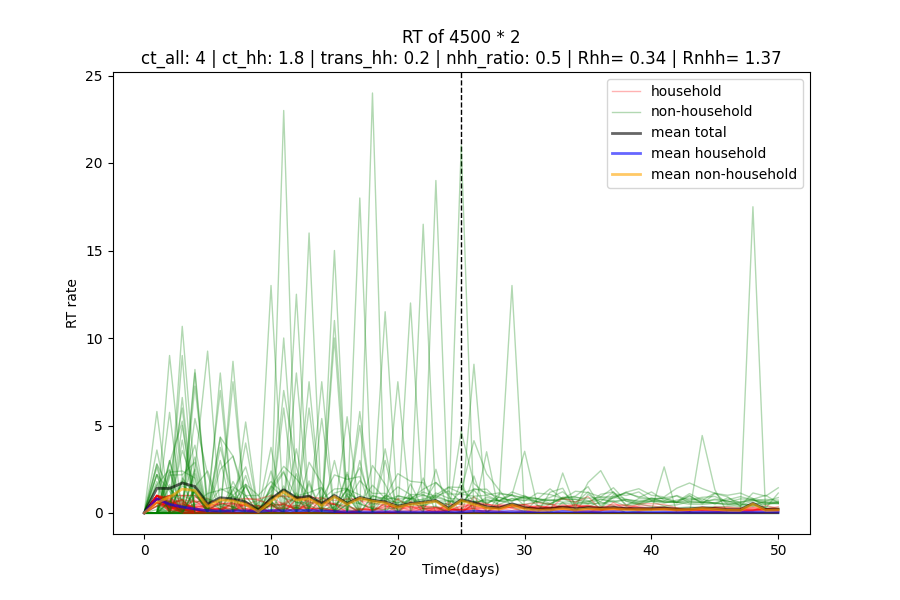 RT of 4500 * 2
ct_all: 4 | ct_hh: 1.8 | trans_hh: 0.2 | nhh_ratio: 0.5 | Rhh= 0.34 | Rnhh= 1.37
25
20
15
10
5
0
RT rate
household
non-household
mean total
mean household
mean non-household
0 10 20 30 40 50
Time(days)